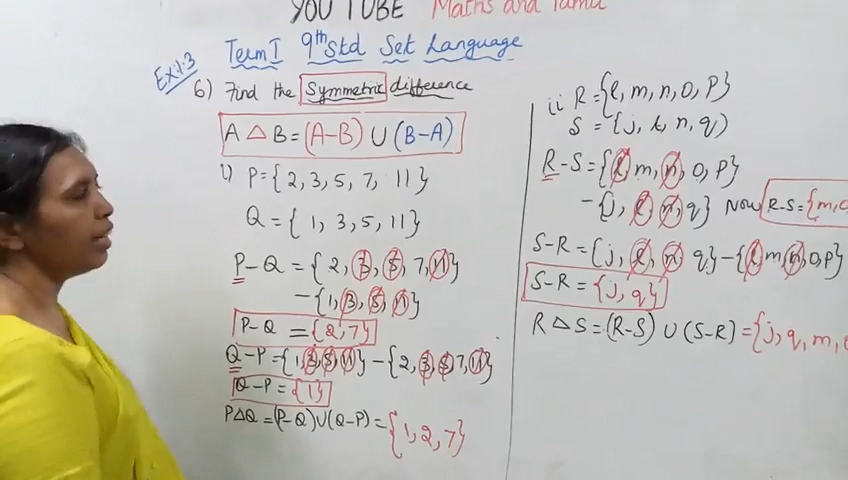 YOU TUBE Maths and Tamil
Ex:1.3
Term I 9th Std Set Language
6) Find the Symmetric difference
A △ B = (A-B) ∪ (B-A)
i) P = {2, 3, 5, 7, 11}
Q = {1, 3, 5, 11}
P-Q = {2, 3, 5, 7, 11}
- {1, 3, 5, 11}
P-Q = {2, 7}
Q-P = {1, 3, 5, 11} - {2, 3, 5, 7, 11}
Q-P = {1}
P△Q = (P-Q)∪(Q-P) = {1, 2, 7}
ii R = {l, m, n, o, p}
S = {j, l, n, q}
R-S = {l, m, n, o, p}
- {j, l, n, q} Now R-S = {m, o
S-R = {j, l, n, q} - {l, m, n, o, p}
S-R = {j, q}
R △ S = (R-S) ∪ (S-R) = {j, q, m,